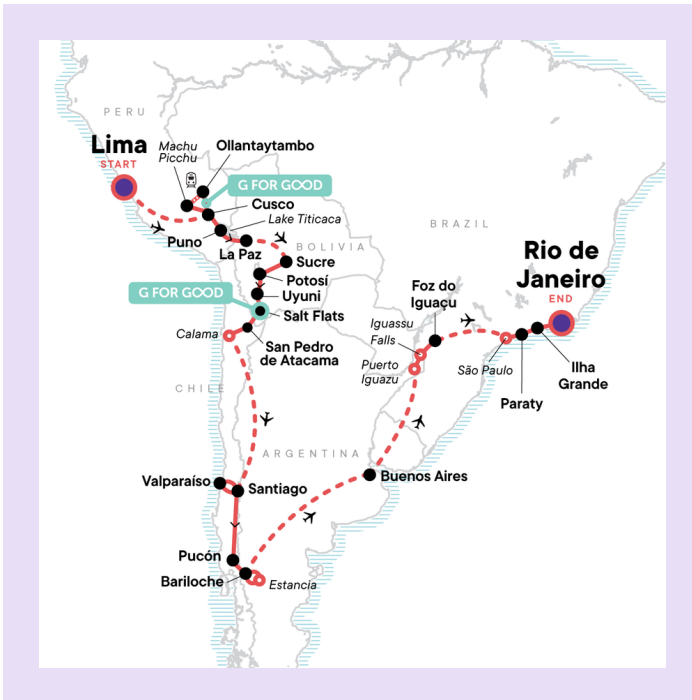 PERU
Lima
START
Machu
Picchu
Ollantaytambo
G FOR GOOD
Cusco
Lake Titicaca
Puno
La Paz
BOLIVIA
BRAZIL
Sucre
Potosí
Uyuni
G FOR GOOD
Salt Flats
Calama
San Pedro
de Atacama
Rio de
Janeiro
END
Foz do
Iguaçu
Iguassu
Falls
Puerto
Iguazu
São Paulo
Ilha
Grande
Paraty
CHILE
ARGENTINA
Valparaíso
Santiago
Buenos Aires
Pucón
Bariloche
Estancia